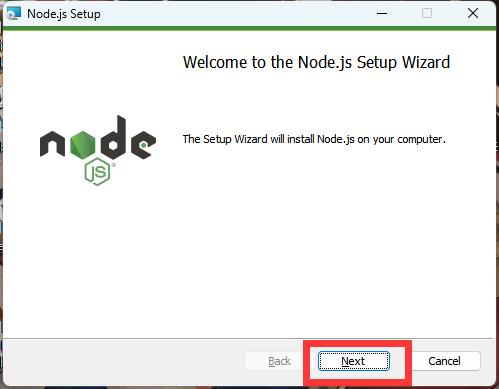 Node.js Setup
Welcome to the Node.js Setup Wizard
node
JS
The Setup Wizard will install Node.js on your computer.
Back
Next
Cancel